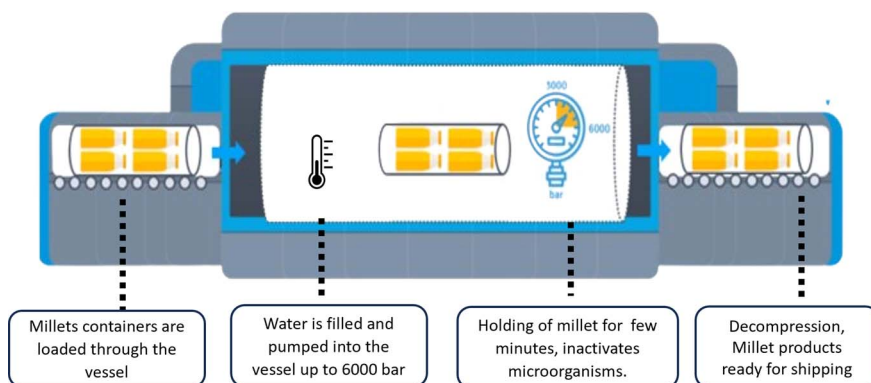 3000
6000
bar
Millets containers are
loaded through the
vessel
Water is filled and
pumped into the
vessel up to 6000 bar
Holding of millet for few
minutes, inactivates
microorganisms.
Decompression,
Millet products
ready for shipping